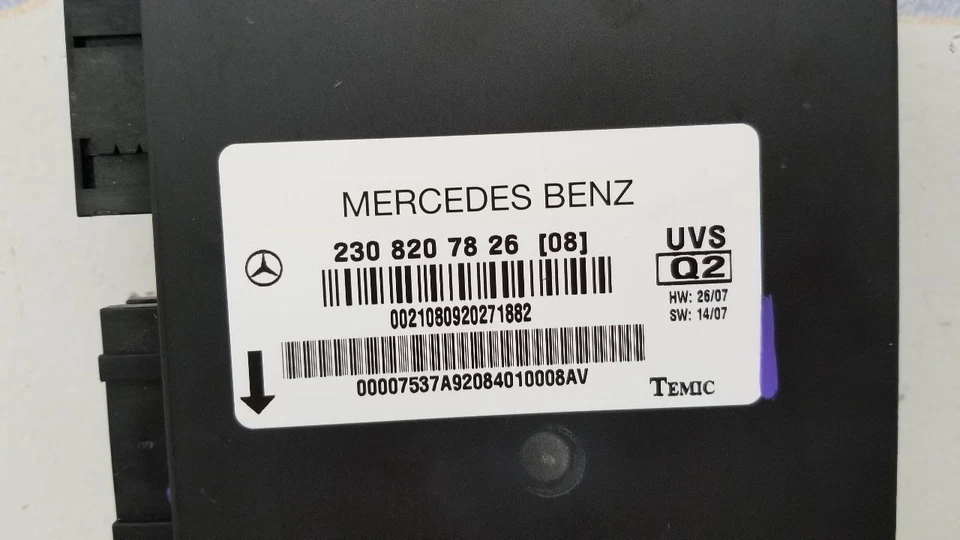 MERCEDES BENZ
230 820 78 26 [08]
0021080920271882
00007537A92084010008AV
UVS
Q2
HW: 26/07
SW: 14/07
TEMIC